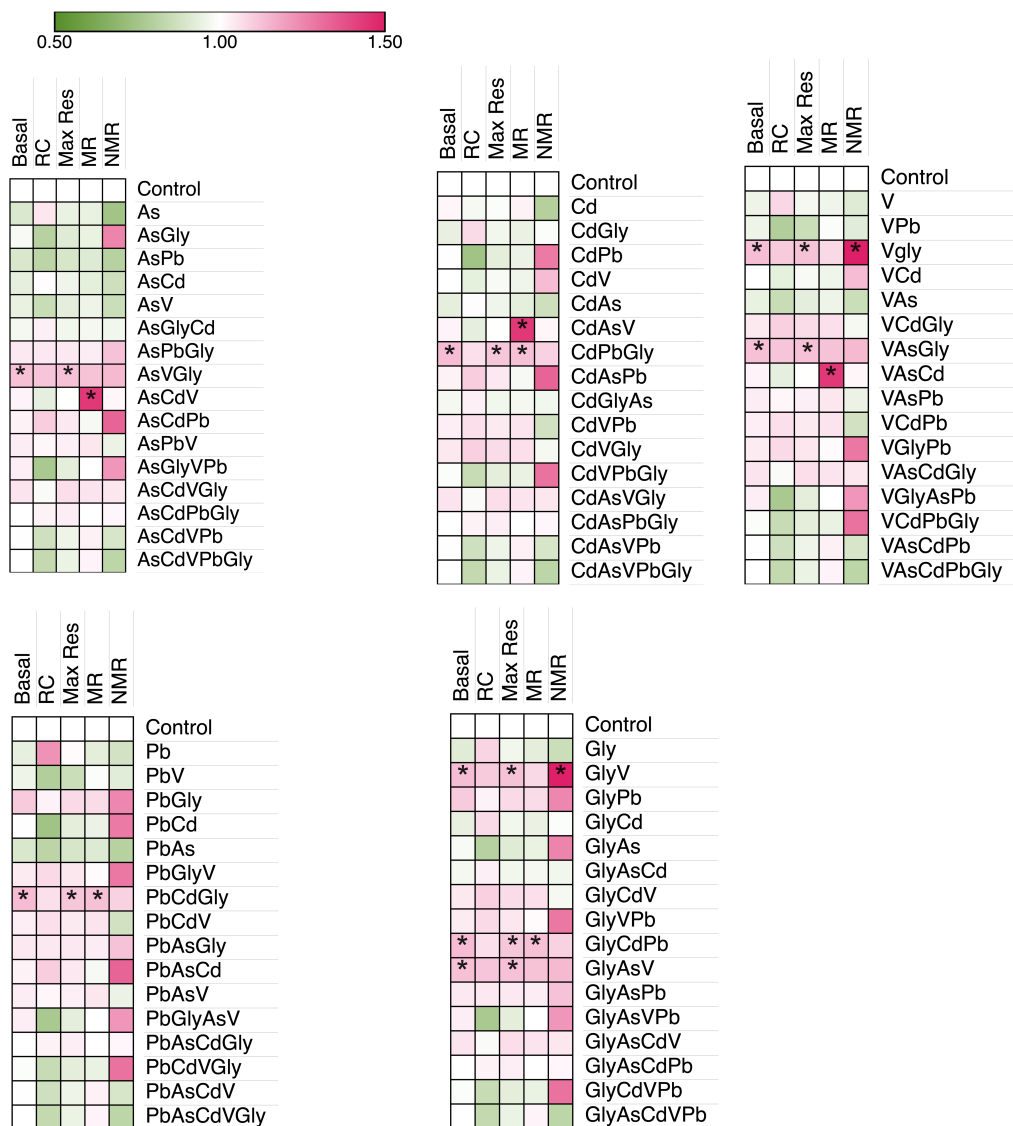 0.50 1.00 1.50
Basal RC Max Res MR NMR
Control
As
AsGly
AsPb
AsCd
AsV
AsGlyCd
AsPbGly
* * AsVGly
* AsCdV
AsCdPb
AsPbV
AsGlyVPb
AsCdVGly
AsCdPbGly
AsCdVPb
AsCdVPbGly
Basal RC Max Res MR NMR
Control
Cd
CdGly
CdPb
CdV
CdAs
* CdAsV
* * * CdPbGly
CdAsPb
CdGlyAs
CdVPb
CdVGly
CdVPbGly
CdAsVGly
CdAsPbGly
CdAsVPb
CdAsVPbGly
Basal RC Max Res MR NMR
Control
V
VPb
* * * Vgly
VCd
VAs
VCdGly
* * VAsGly
* VAsCd
VAsPb
VCdPb
VGlyPb
VAsCdGly
VGlyAsPb
VCdPbGly
VAsCdPb
VAsCdPbGly
Basal RC Max Res MR NMR
Control
Pb
PbV
PbGly
PbCd
PbAs
PbGlyV
* * * PbCdGly
PbCdV
PbAsGly
PbAsCd
PbAsV
PbGlyAsV
PbAsCdGly
PbCdVGly
PbAsCdV
PbAsCdVGly
Basal RC Max Res MR NMR
Control
Gly
* * * GlyV
GlyPb
GlyCd
GlyAs
GlyAsCd
GlyCdV
GlyVPb
* * * GlyCdPb
* * GlyAsV
GlyAsPb
GlyAsVPb
GlyAsCdV
GlyAsCdPb
GlyCdVPb
GlyAsCdVPb